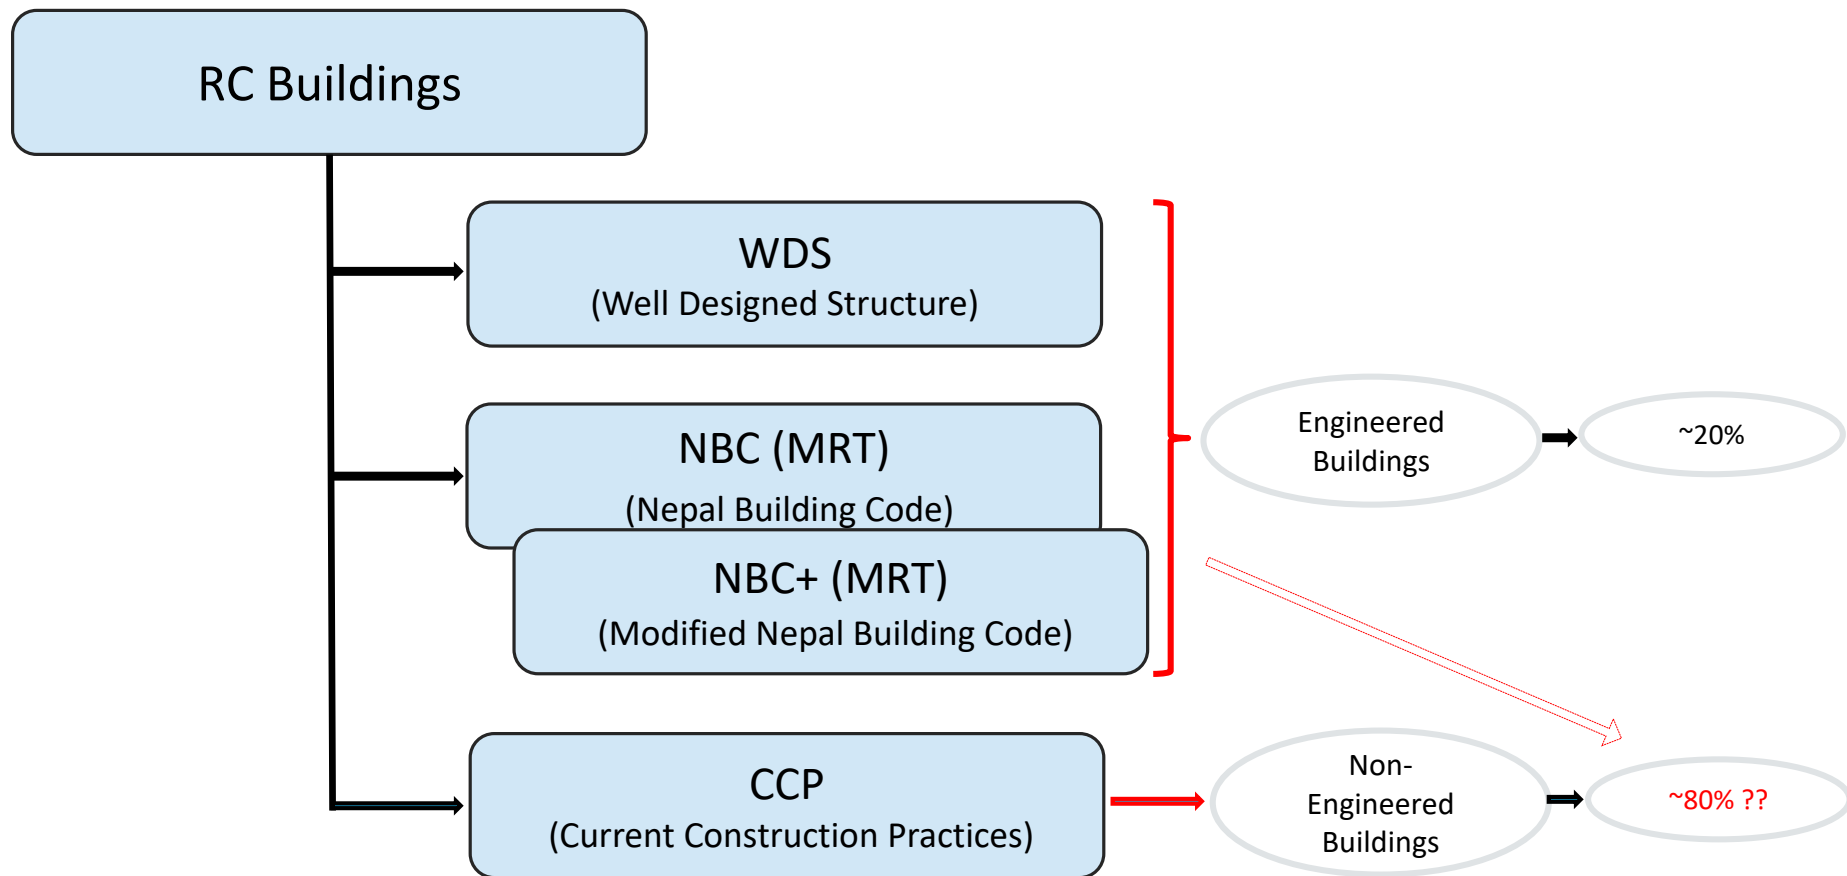 RC Buildings
WDS
(Well Designed Structure)
NBC (MRT)
(Nepal Building Code)
NBC+ (MRT)
(Modified Nepal Building Code)
Engineered
Buildings
~20%
CCP
(Current Construction Practices)
Non-
Engineered
Buildings
~80% ??